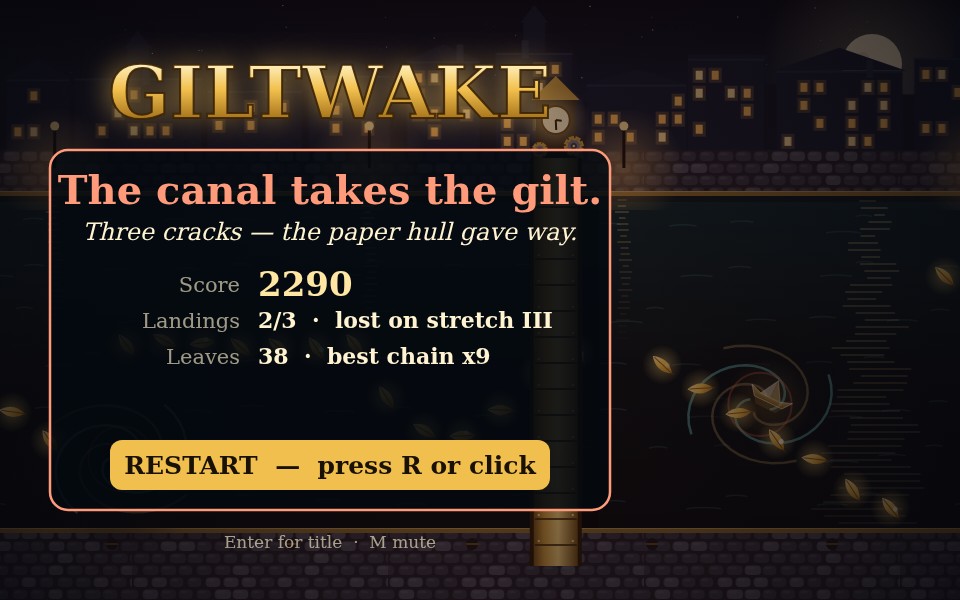 GILTWAKE
The canal takes the gilt.
Three cracks — the paper hull gave way.
Score 2290
Landings 2/3 · lost on stretch III
Leaves 38 · best chain x9
RESTART — press R or click
Enter for title · M mute